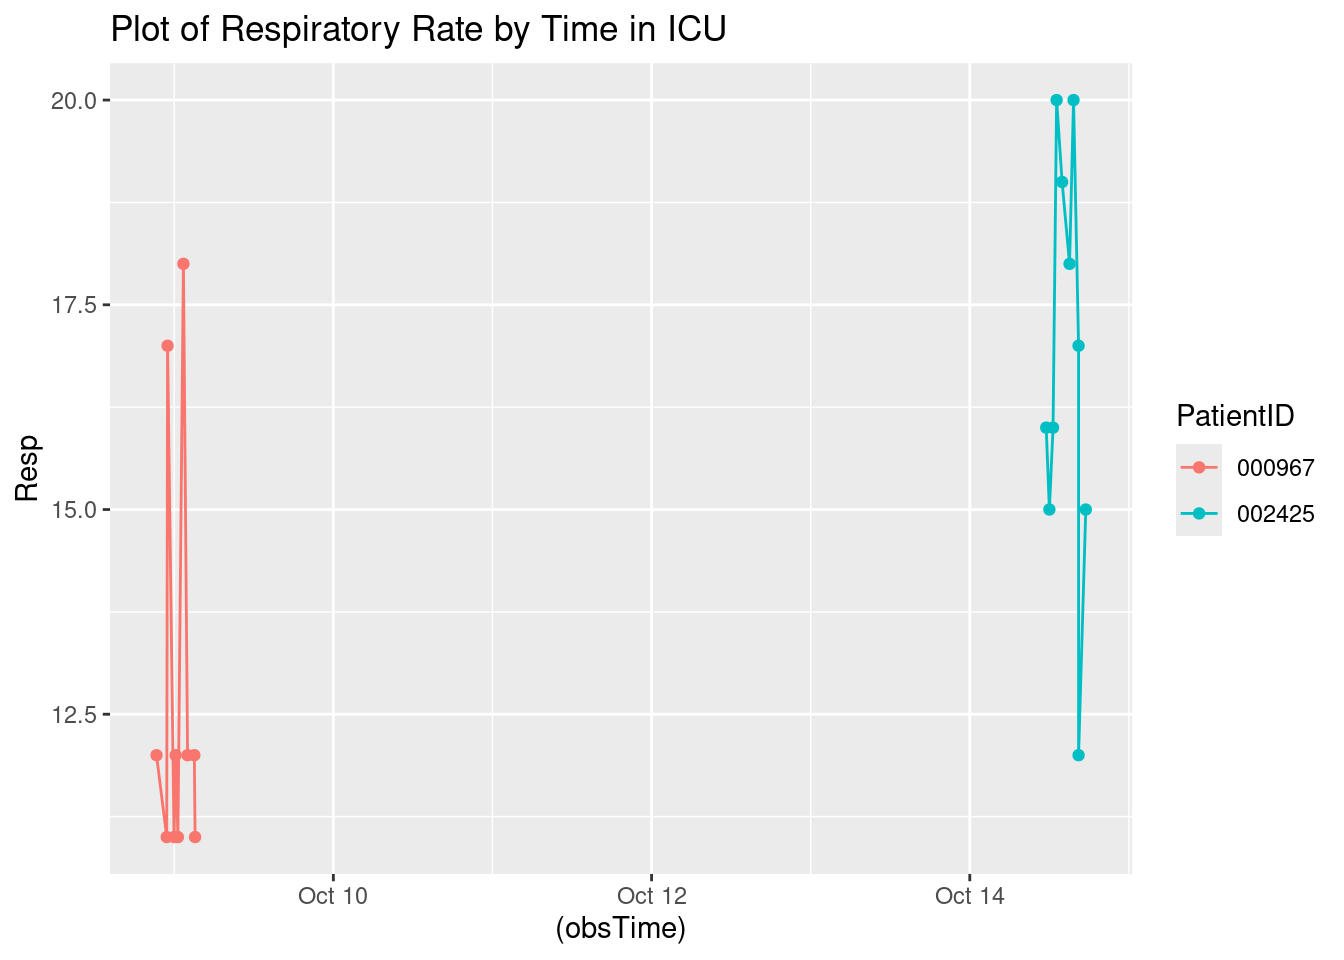 Plot of Respiratory Rate by Time in ICU
20.0
17.5
15.0
12.5
Resp
Oct 10
Oct 12
Oct 14
(obsTime)
PatientID
000967
002425